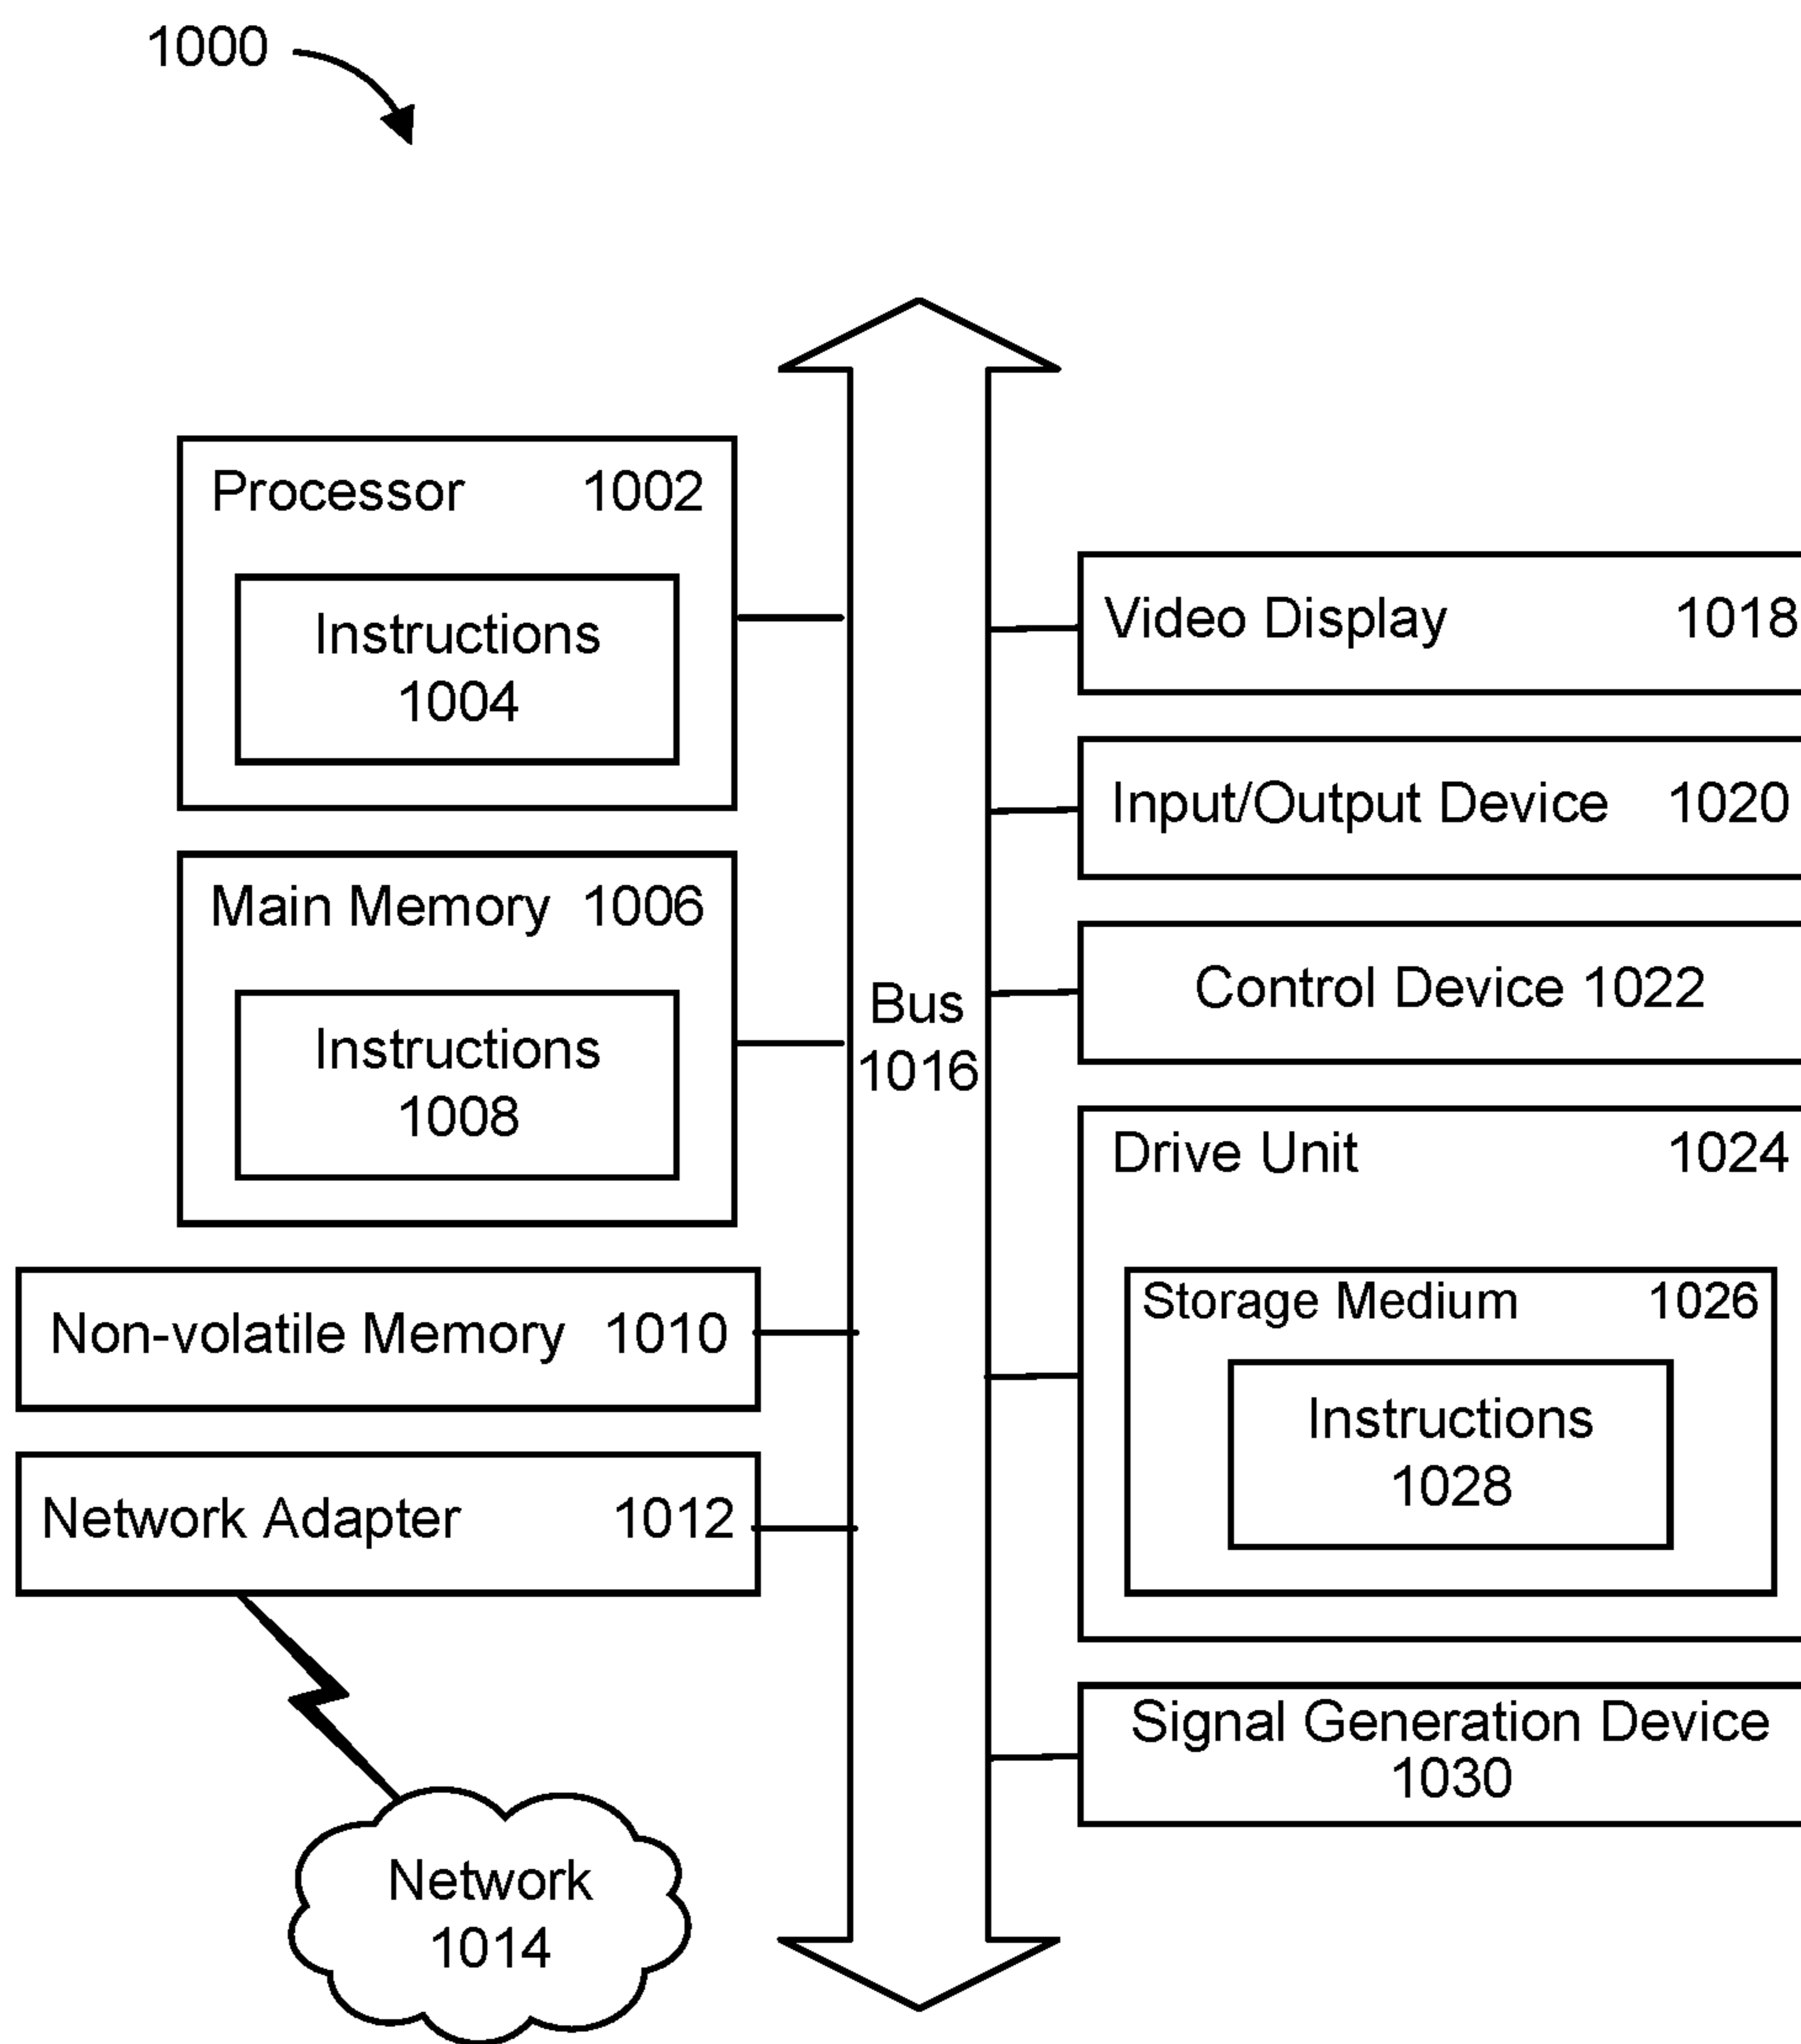 1000
Processor 1002
Instructions
1004
Main Memory 1006
Instructions
1008
Non-volatile Memory 1010
Network Adapter 1012
Network
1014
Bus
1016
Video Display 1018
Input/Output Device 1020
Control Device 1022
Drive Unit 1024
Storage Medium 1026
Instructions
1028
Signal Generation Device
1030